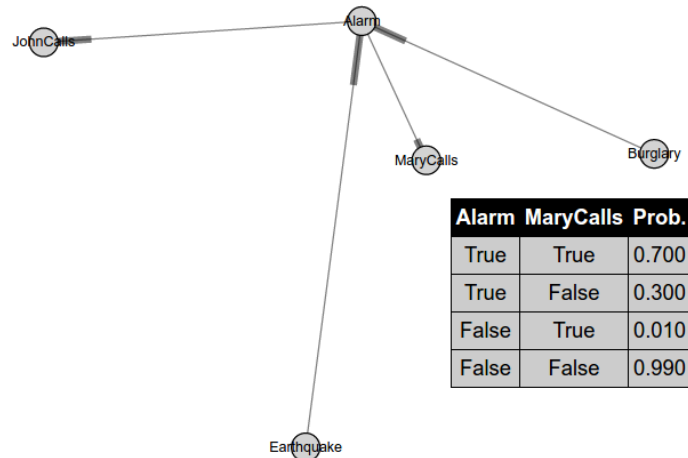 Alarm
JohnCalls
MaryCalls
Burglary
Alarm MaryCalls Prob.
True True 0.700
True False 0.300
False True 0.010
False False 0.990
Earthquake